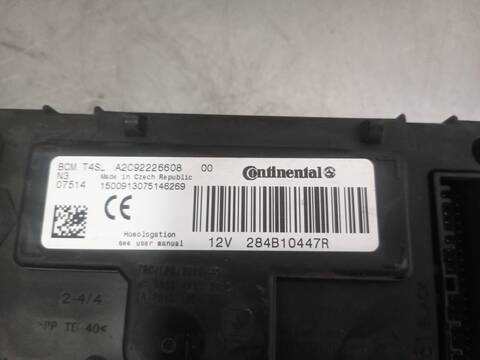 BCM T4SL A2C92225608 00
N3 Made in Czech Republic
07514 1500913075146269
Continental
CE
Homologation
see user manual
12V 284B10447R
2-4/4
>PP TD 40<